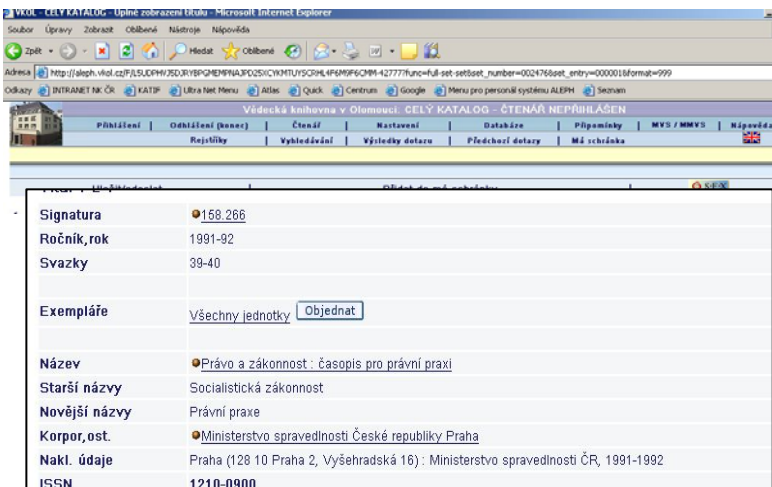 VKOL - CELÝ KATALOG - Úplné zobrazení titulu - Microsoft Internet Explorer
Soubor Úpravy Zobrazit Oblíbené Nástroje Nápověda
Zpět Hledat Oblíbené
Adresa
Odkazy INTRANET NK ČR KATIF Ultra Net Menu Atlas Quick Centrum Google Menu pro personál systému ALEPH Seznam
Vědecká knihovna v Olomouci: CELÝ KATALOG - ČTENÁŘ NEPŘIHLÁŠEN
Přihlášení | Odhlášení (konec) | Čtenář | Nastavení | Databáze | Připomínky | MVS / MMVS | Nápověda
Rejstříky | Vyhledávání | Výsledky dotazu | Předchozí dotazy | Má schránka
Signatura 158.266
Ročník,rok 1991-92
Svazky 39-40
Exempláře Všechny jednotky Objednat
Název Právo a zákonnost : časopis pro právní praxi
Starší názvy Socialistická zákonnost
Novější názvy Právní praxe
Korpor,ost. Ministerstvo spravedlnosti České republiky Praha
Nakl. údaje Praha (128 10 Praha 2, Vyšehradská 16) : Ministerstvo spravedlnosti ČR, 1991-1992
ISSN 1210-0900